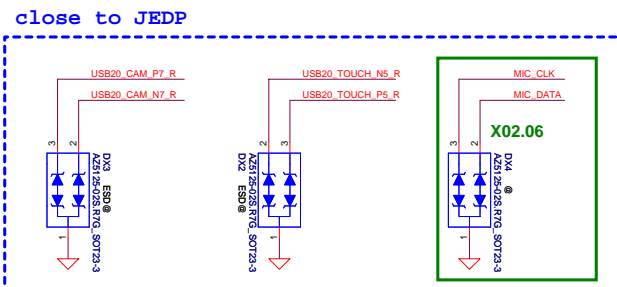 close to JEDP
USB20_CAM_P7_R
USB20_CAM_N7_R
3
2
DX3
AZ5125-02S.R7G_SOT23-3
ESD@
1
USB20_TOUCH_N5_R
USB20_TOUCH_P5_R
2
3
DX2
AZ5125-02S.R7G_SOT23-3
ESD@
1
MIC_CLK
MIC_DATA
X02.06
3
2
DX4
AZ5125-02S.R7G_SOT23-3
@
1